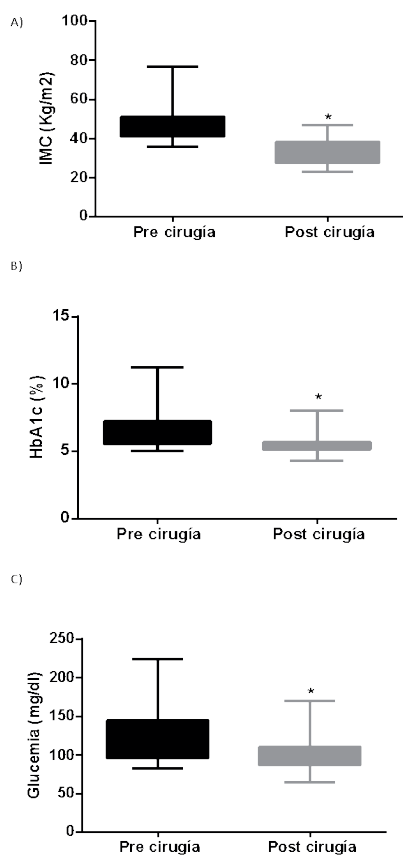 A)
100
80
60
40
20
0
IMC (Kg/m2)
*
Pre cirugía Post cirugía
B)
15
10
5
0
HbA1c (%)
*
Pre cirugía Post cirugía
C)
250
200
150
100
50
0
Glucemia (mg/dl)
*
Pre cirugía Post cirugía